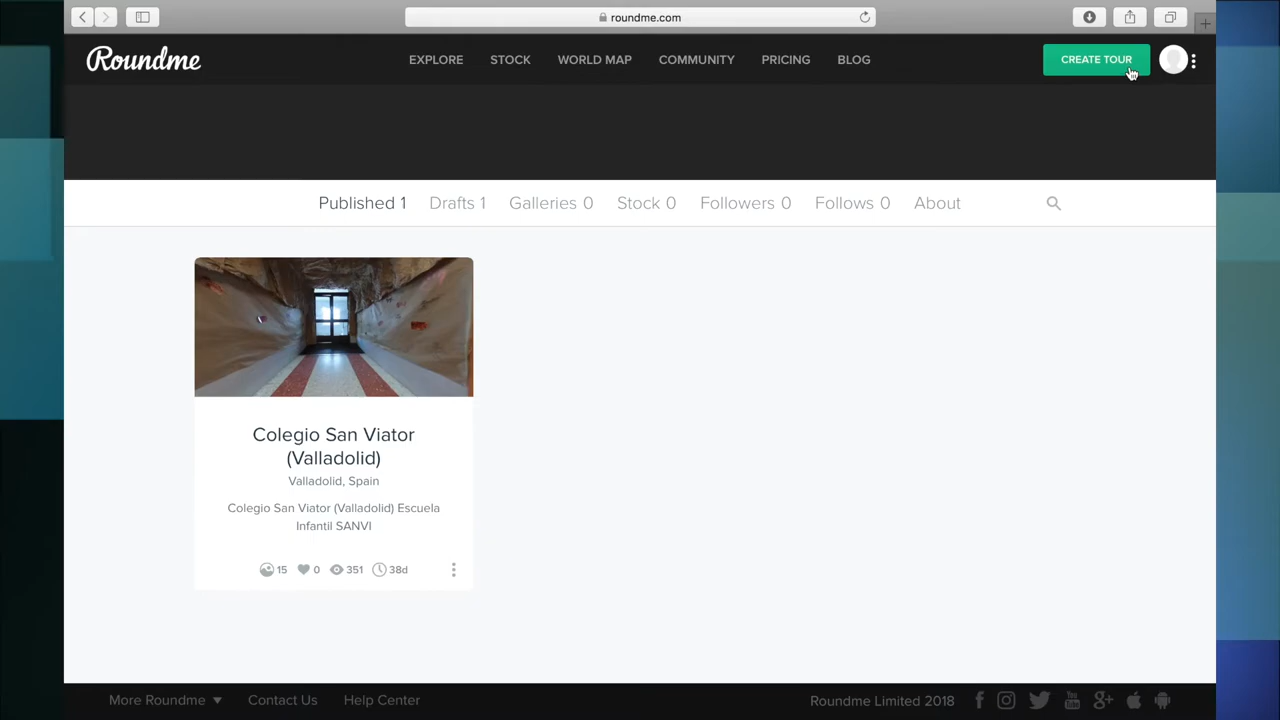 roundme.com
Roundme EXPLORE STOCK WORLD MAP COMMUNITY PRICING BLOG CREATE TOUR
Published 1 Drafts 1 Galleries 0 Stock 0 Followers 0 Follows 0 About
Colegio San Viator
(Valladolid)
Valladolid, Spain
Colegio San Viator (Valladolid) Escuela
Infantil SANVI
15 0 351 38d
More Roundme Contact Us Help Center Roundme Limited 2018